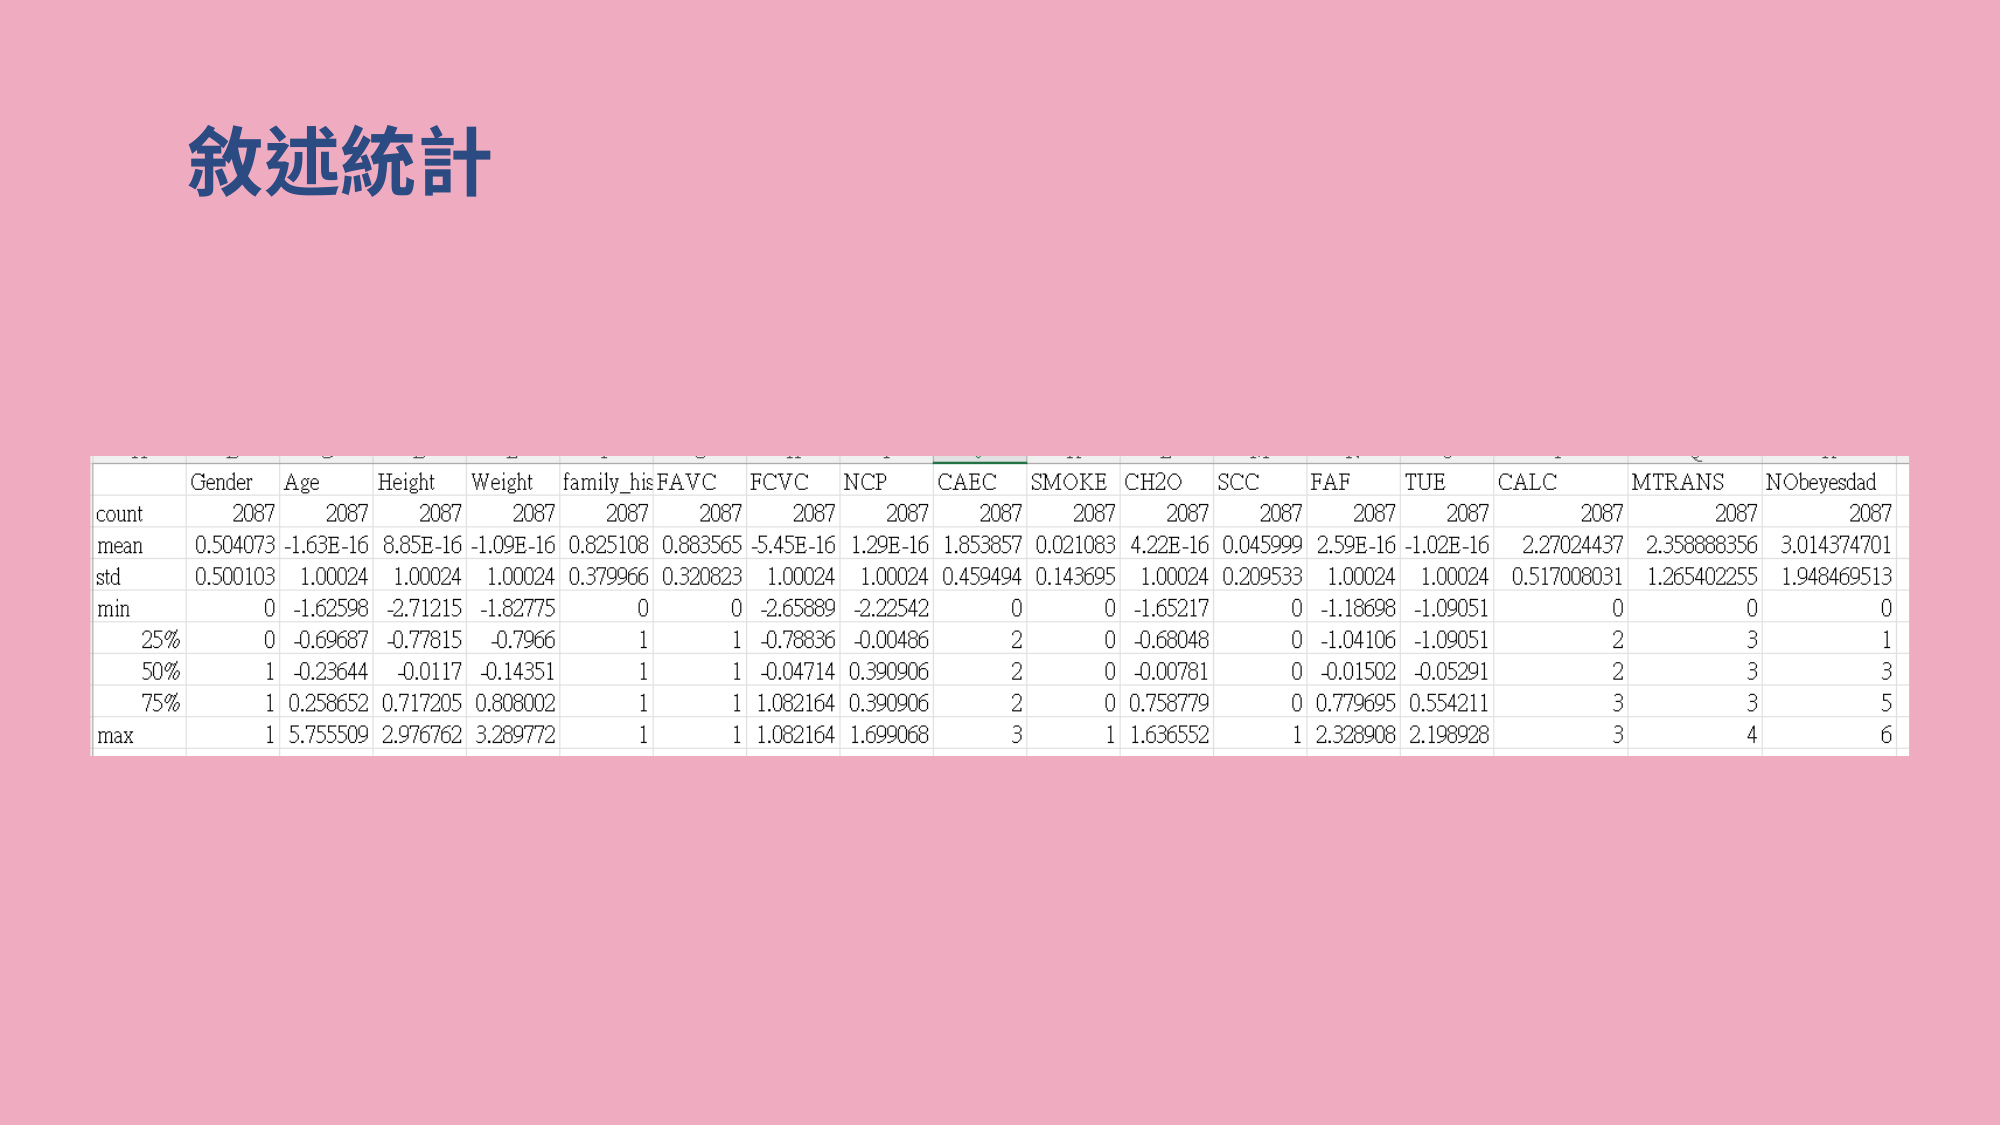 敘述統計
Gender Age Height Weight family_his FAVC FCVC NCP CAEC SMOKE CH2O SCC FAF TUE CALC MTRANS NObeyesdad
count 2087 2087 2087 2087 2087 2087 2087 2087 2087 2087 2087 2087 2087 2087 2087 2087 2087
mean 0.504073 -1.63E-16 8.85E-16 -1.09E-16 0.825108 0.883565 -5.45E-16 1.29E-16 1.853857 0.021083 4.22E-16 0.045999 2.59E-16 -1.02E-16 2.27024437 2.358888356 3.014374701
std 0.500103 1.00024 1.00024 1.00024 0.379966 0.320823 1.00024 1.00024 0.459494 0.143695 1.00024 0.209533 1.00024 1.00024 0.517008031 1.265402255 1.948469513
min 0 -1.62598 -2.71215 -1.82775 0 0 -2.65889 -2.22542 0 0 -1.65217 0 -1.18698 -1.09051 0 0 0
25% 0 -0.69687 -0.77815 -0.7966 1 1 -0.78836 -0.00486 2 0 -0.68048 0 -1.04106 -1.09051 2 3 1
50% 1 -0.23644 -0.0117 -0.14351 1 1 -0.04714 0.390906 2 0 -0.00781 0 -0.01502 -0.05291 2 3 3
75% 1 0.258652 0.717205 0.808002 1 1 1.082164 0.390906 2 0 0.758779 0 0.779695 0.554211 3 3 5
max 1 5.755509 2.976762 3.289772 1 1 1.082164 1.699068 3 1 1.636552 1 2.328908 2.198928 3 4 6